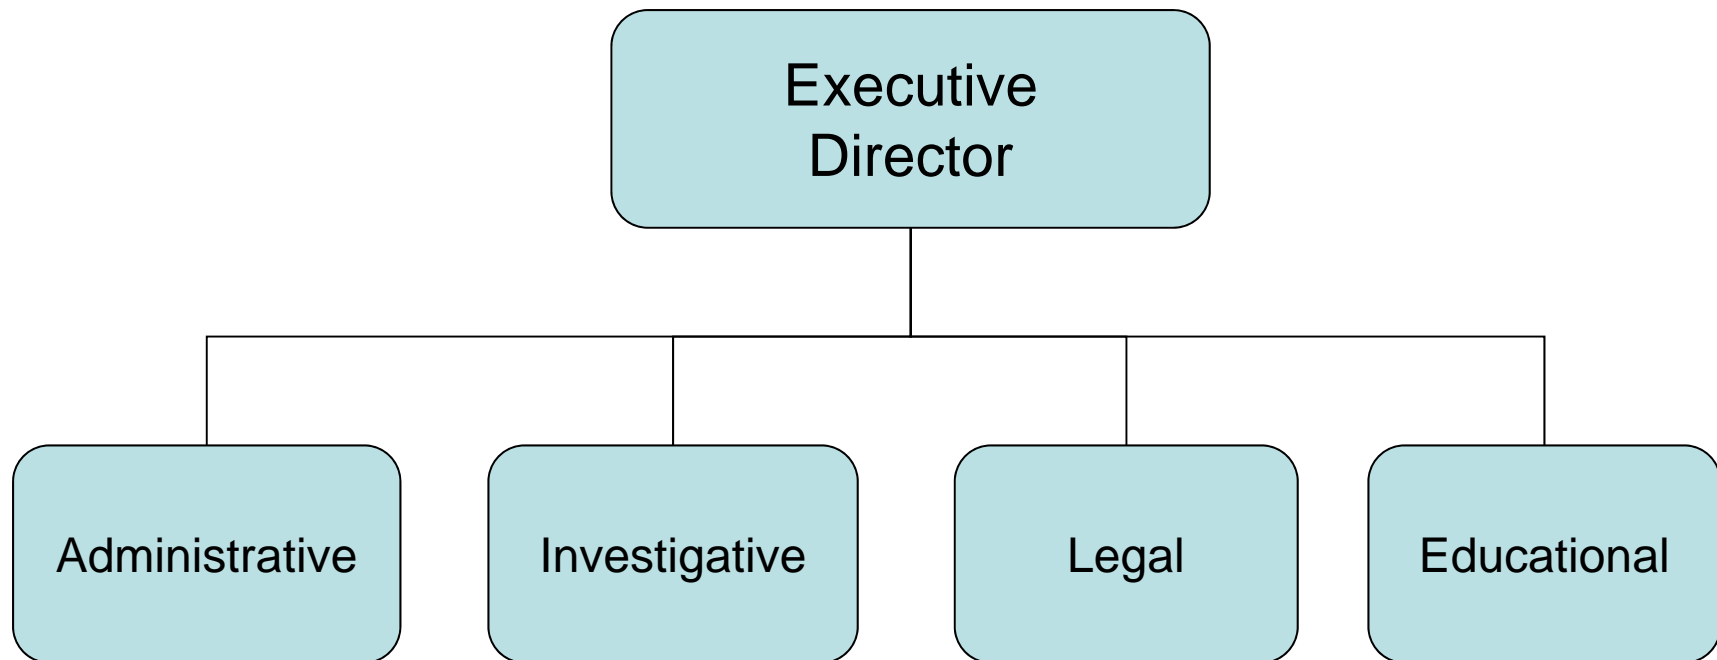 Executive
Director
Administrative
Investigative
Legal
Educational